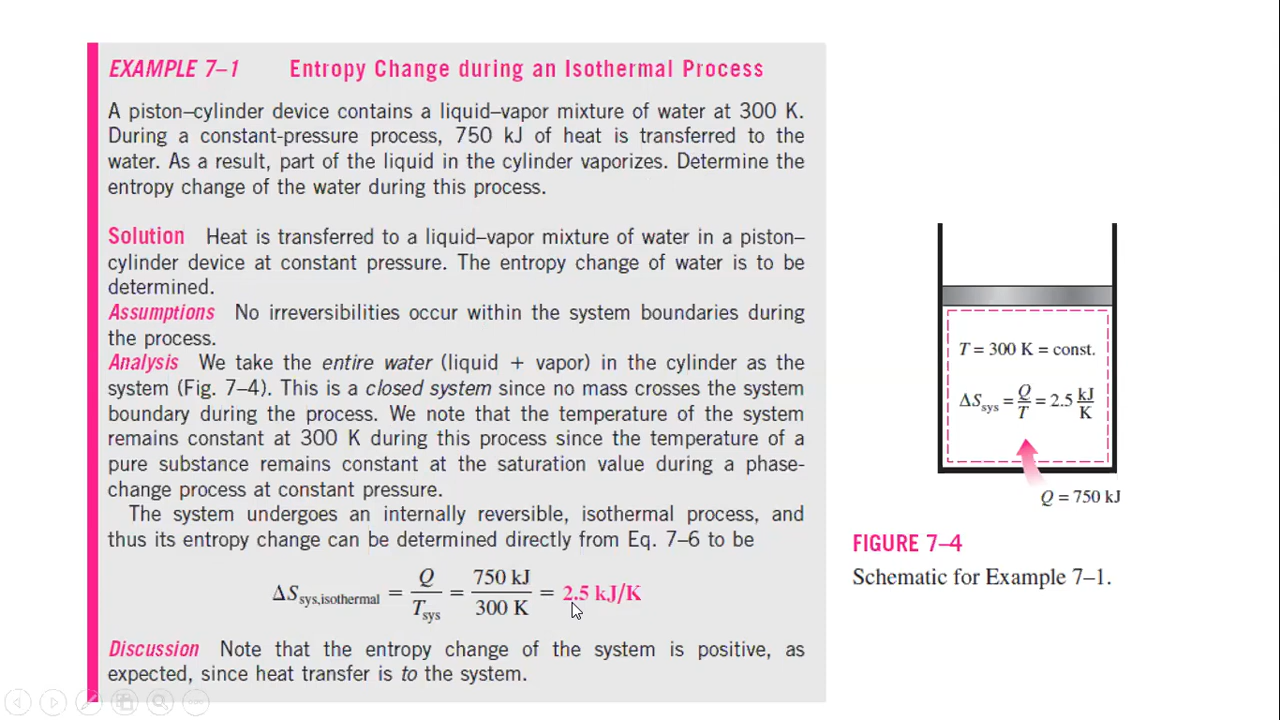 EXAMPLE 7–1 Entropy Change during an Isothermal Process
A piston–cylinder device contains a liquid–vapor mixture of water at 300 K.
During a constant-pressure process, 750 kJ of heat is transferred to the
water. As a result, part of the liquid in the cylinder vaporizes. Determine the
entropy change of the water during this process.
Solution Heat is transferred to a liquid–vapor mixture of water in a piston–
cylinder device at constant pressure. The entropy change of water is to be
determined.
Assumptions No irreversibilities occur within the system boundaries during
the process.
Analysis We take the entire water (liquid + vapor) in the cylinder as the
system (Fig. 7–4). This is a closed system since no mass crosses the system
boundary during the process. We note that the temperature of the system
remains constant at 300 K during this process since the temperature of a
pure substance remains constant at the saturation value during a phase-
change process at constant pressure.
The system undergoes an internally reversible, isothermal process, and
thus its entropy change can be determined directly from Eq. 7–6 to be
ΔS_sys,isothermal = Q/T_sys = 750 kJ/300 K = 2.5 kJ/K
Discussion Note that the entropy change of the system is positive, as
expected, since heat transfer is to the system.
T = 300 K = const.
ΔS_sys = Q/T = 2.5 kJ/K
Q = 750 kJ
FIGURE 7–4
Schematic for Example 7–1.